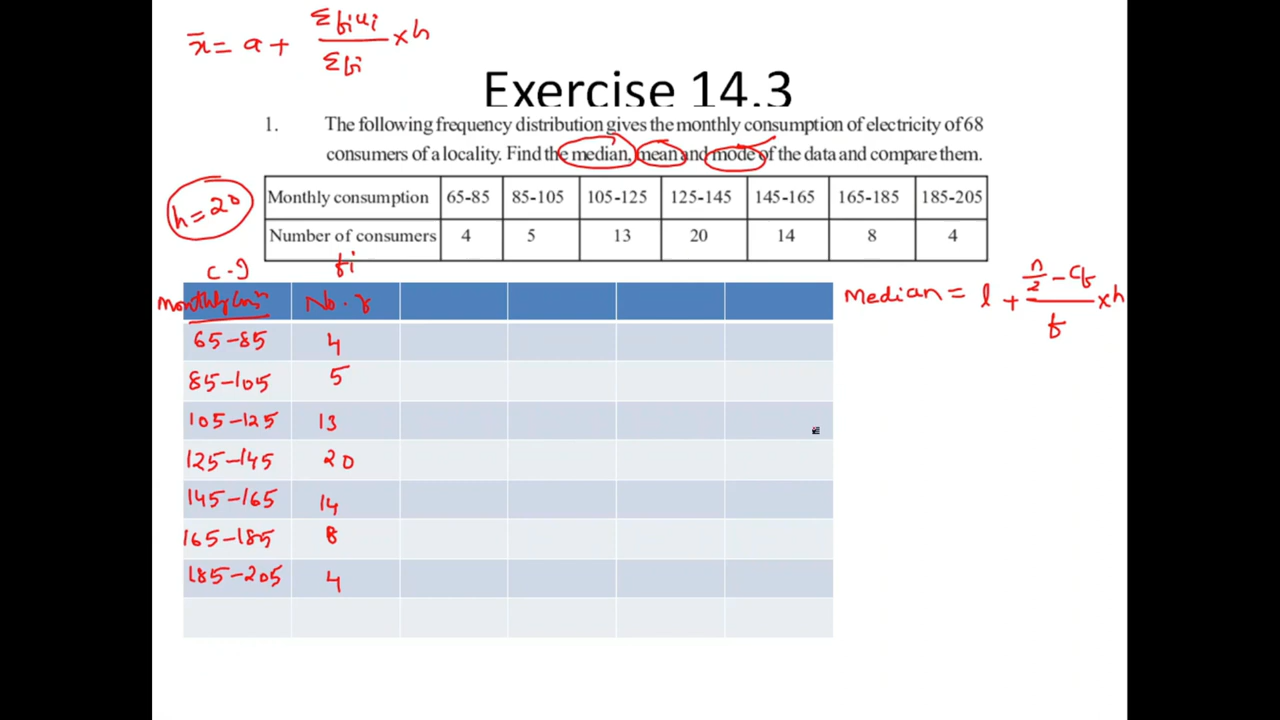 x̄ = a + Σfiui / Σfi × h
Exercise 14.3
1. The following frequency distribution gives the monthly consumption of electricity of 68
consumers of a locality. Find the median, mean and mode of the data and compare them.
h = 20
Monthly consumption 65-85 85-105 105-125 125-145 145-165 165-185 185-205
Number of consumers 4 5 13 20 14 8 4
C.I fi
65-85 4
85-105 5
105-125 13
125-145 20
145-165 14
165-185 8
185-205 4
Median = l + (n/2 - cf) / f × h